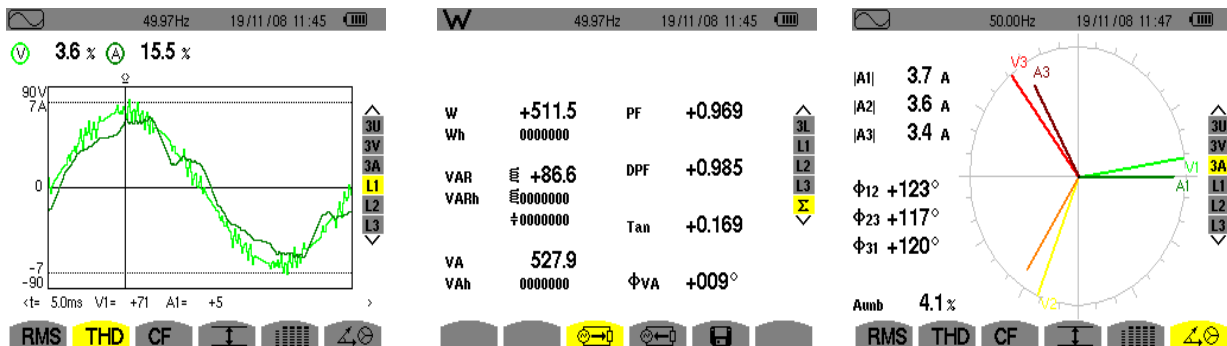 49.97Hz 19/11/08 11:45
V 3.6 % A 15.5 %
90V
7A
0
-7
-90
3U
3V
3A
L1
L2
L3
<t= 5.0ms V1= +71 A1= +5 >
RMS THD CF
W 49.97Hz 19/11/08 11:45
W +511.5 PF +0.969
Wh 0000000
VAR +86.6 DPF +0.985
VARh 0000000
0000000 Tan +0.169
VA 527.9
VAh 0000000 ΦVA +009°
3L
L1
L2
L3
Σ
50.00Hz 19/11/08 11:47
|A1| 3.7 A
|A2| 3.6 A
|A3| 3.4 A
Φ12 +123°
Φ23 +117°
Φ31 +120°
Aunb 4.1%
V3
A3
V1
A1
V2
3U
3V
3A
L1
L2
L3
RMS THD CF